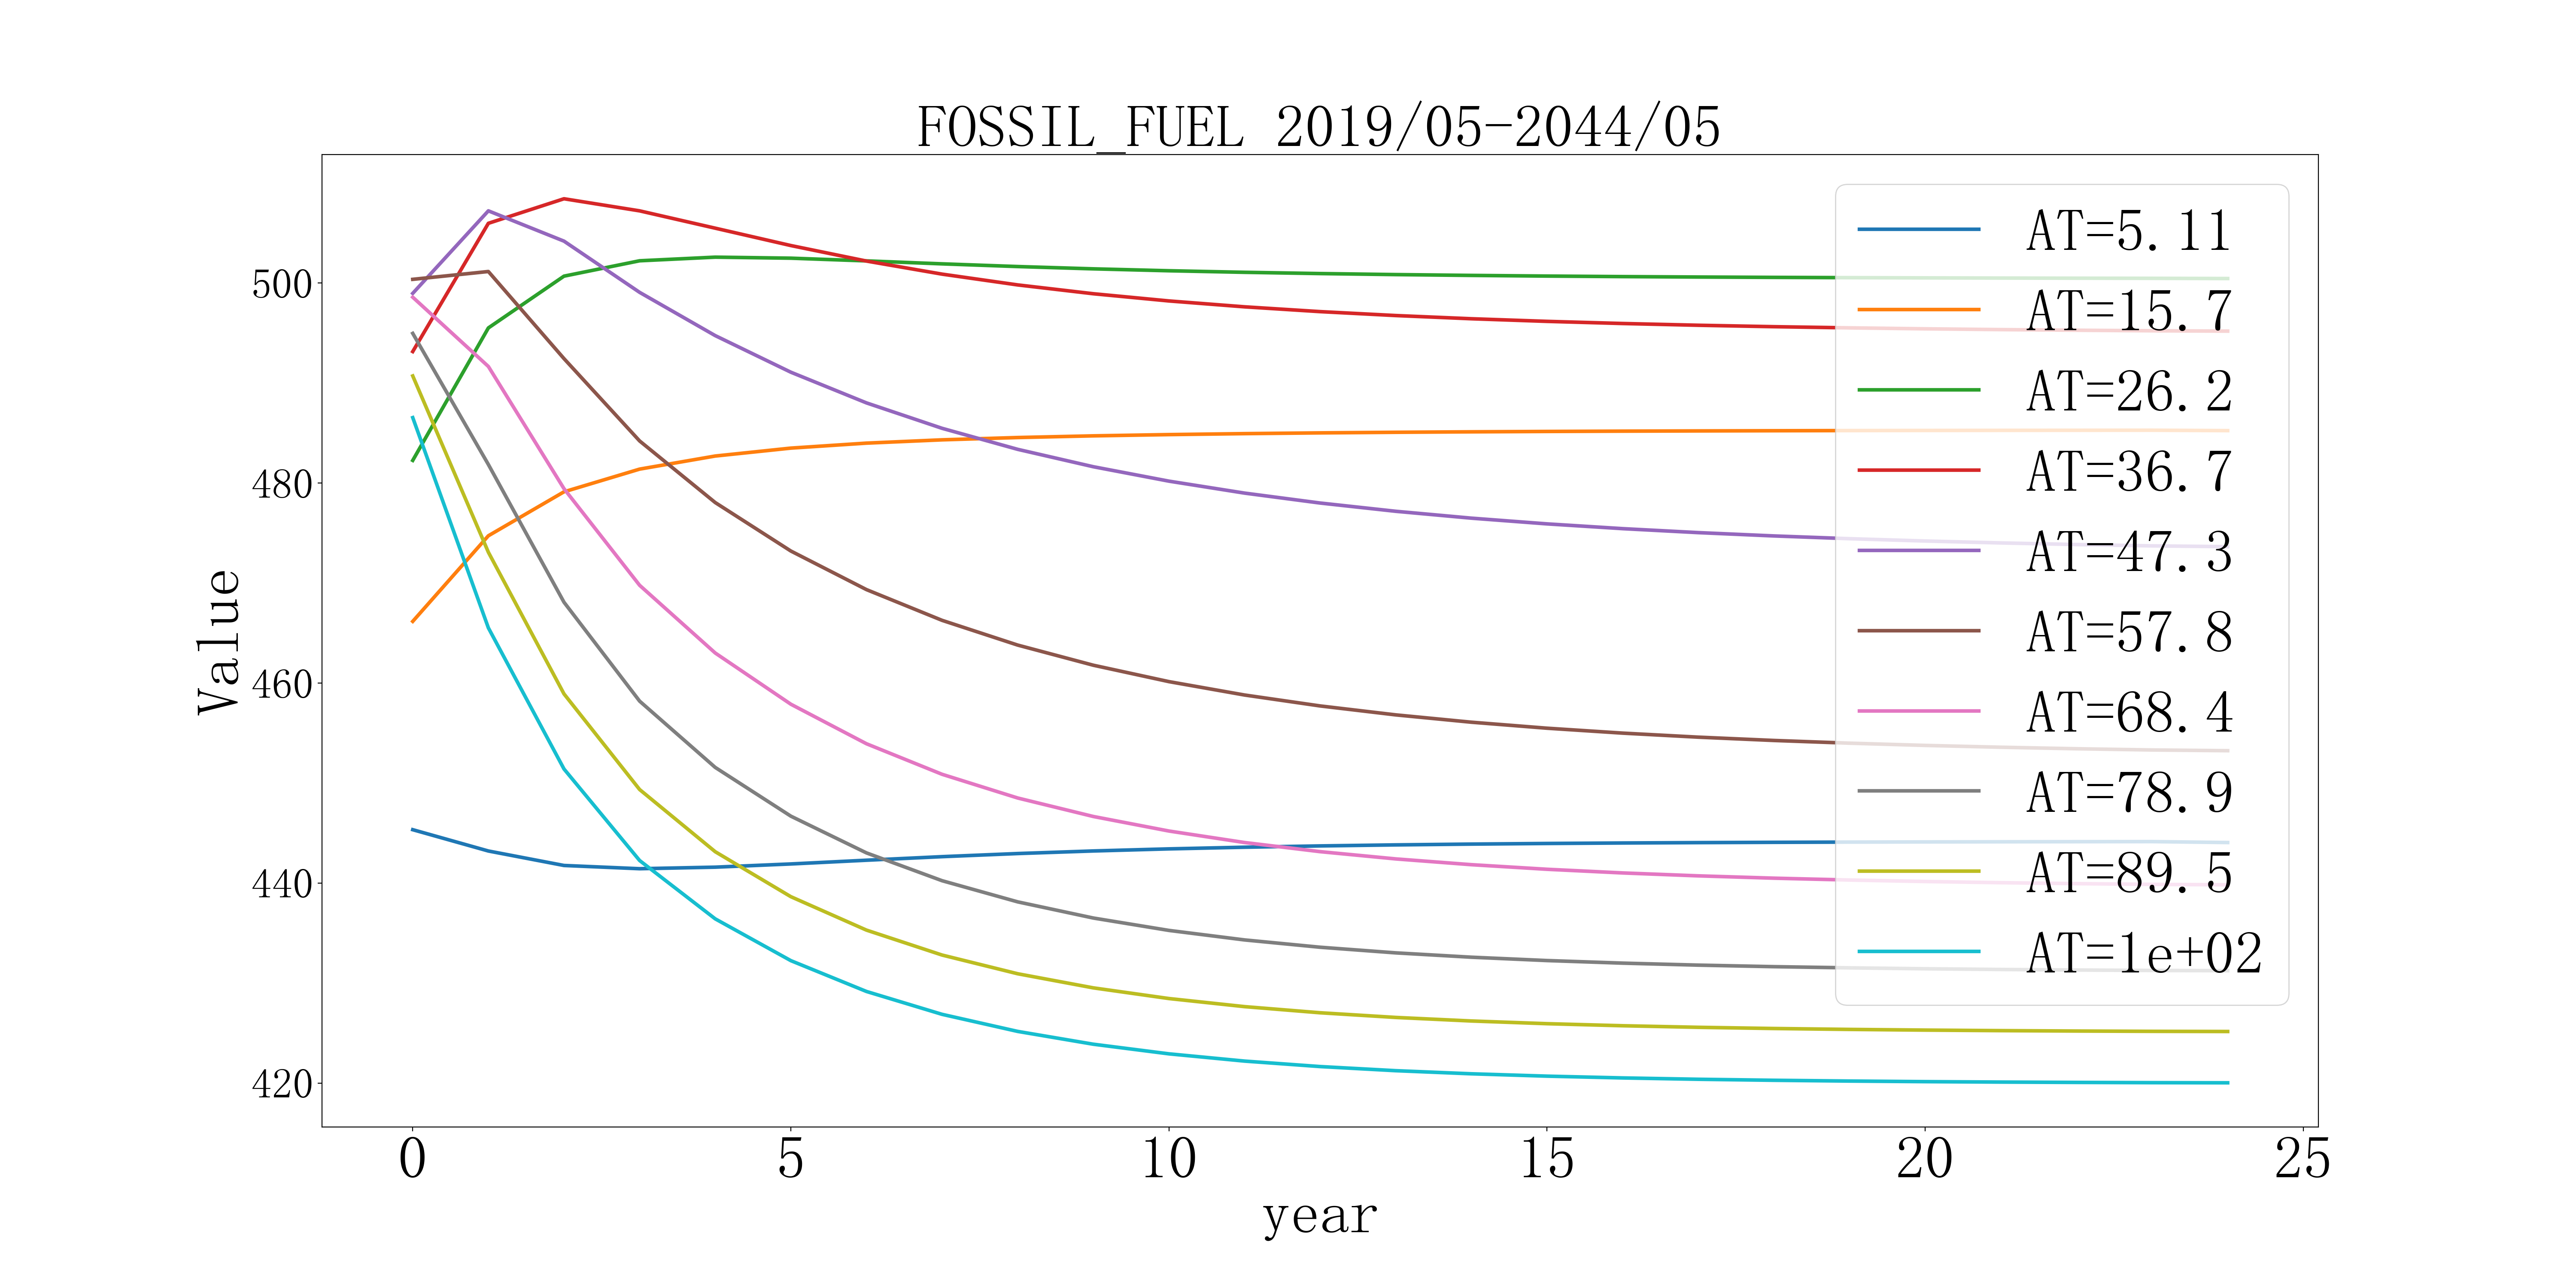 FOSSIL_FUEL 2019/05-2044/05
Value
500
480
460
440
420
0 5 10 15 20 25
year
AT=5.11
AT=15.7
AT=26.2
AT=36.7
AT=47.3
AT=57.8
AT=68.4
AT=78.9
AT=89.5
AT=1e+02